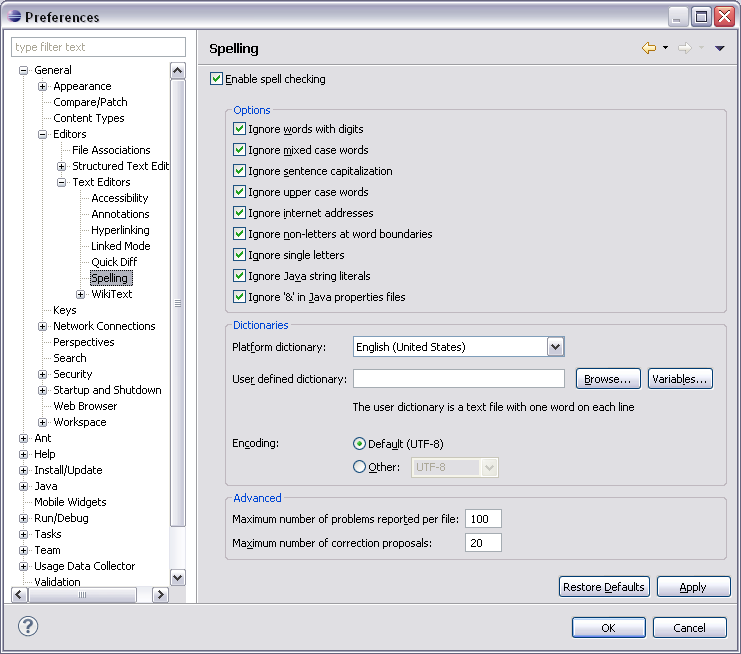 Preferences
type filter text
General
Appearance
Compare/Patch
Content Types
Editors
File Associations
Structured Text Edit
Text Editors
Accessibility
Annotations
Hyperlinking
Linked Mode
Quick Diff
Spelling
WikiText
Keys
Network Connections
Perspectives
Search
Security
Startup and Shutdown
Web Browser
Workspace
Ant
Help
Install/Update
Java
Mobile Widgets
Run/Debug
Tasks
Team
Usage Data Collector
Validation
Spelling
Enable spell checking
Options
Ignore words with digits
Ignore mixed case words
Ignore sentence capitalization
Ignore upper case words
Ignore internet addresses
Ignore non-letters at word boundaries
Ignore single letters
Ignore Java string literals
Ignore '&' in Java properties files
Dictionaries
Platform dictionary: English (United States)
User defined dictionary: Browse... Variables...
The user dictionary is a text file with one word on each line
Encoding: Default (UTF-8)
Other: UTF-8
Advanced
Maximum number of problems reported per file: 100
Maximum number of correction proposals: 20
Restore Defaults Apply
? OK Cancel